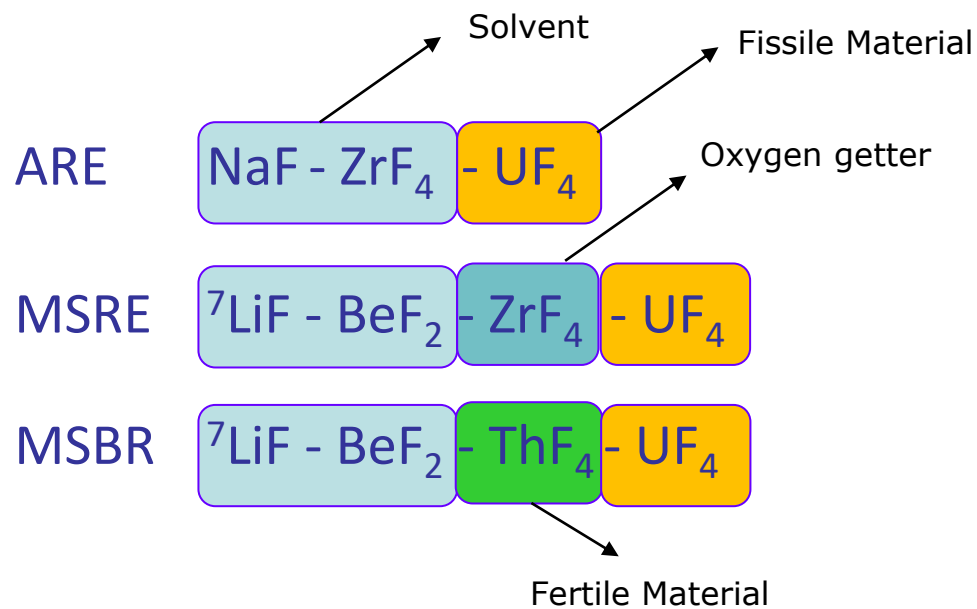 Solvent
Fissile Material
ARE NaF - ZrF₄ - UF₄
Oxygen getter
MSRE ⁷LiF - BeF₂ - ZrF₄ - UF₄
MSBR ⁷LiF - BeF₂ - ThF₄ - UF₄
Fertile Material